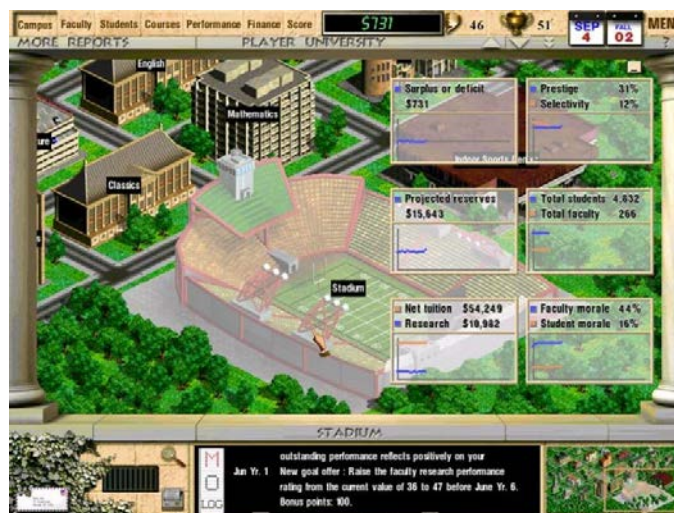 Campus Faculty Students Courses Performance Finance Score $731 46 51 SEP 4 FALL 02 MEN
MORE REPORTS PLAYER UNIVERSITY ?
English
Mathematics
Classics
Stadium
Surplus or deficit
$731
Prestige 31%
Selectivity 12%
Indoor Sports
Projected reserves
$15,643
Total students 4,632
Total faculty 266
Net tuition $54,249
Research $10,982
Faculty morale 44%
Student morale 16%
STADIUM
M
O
LOG
outstanding performance reflects positively on your
Jun Yr. 1 New goal offer : Raise the faculty research performance
rating from the current value of 36 to 47 before June Yr. 6.
Bonus points: 100.